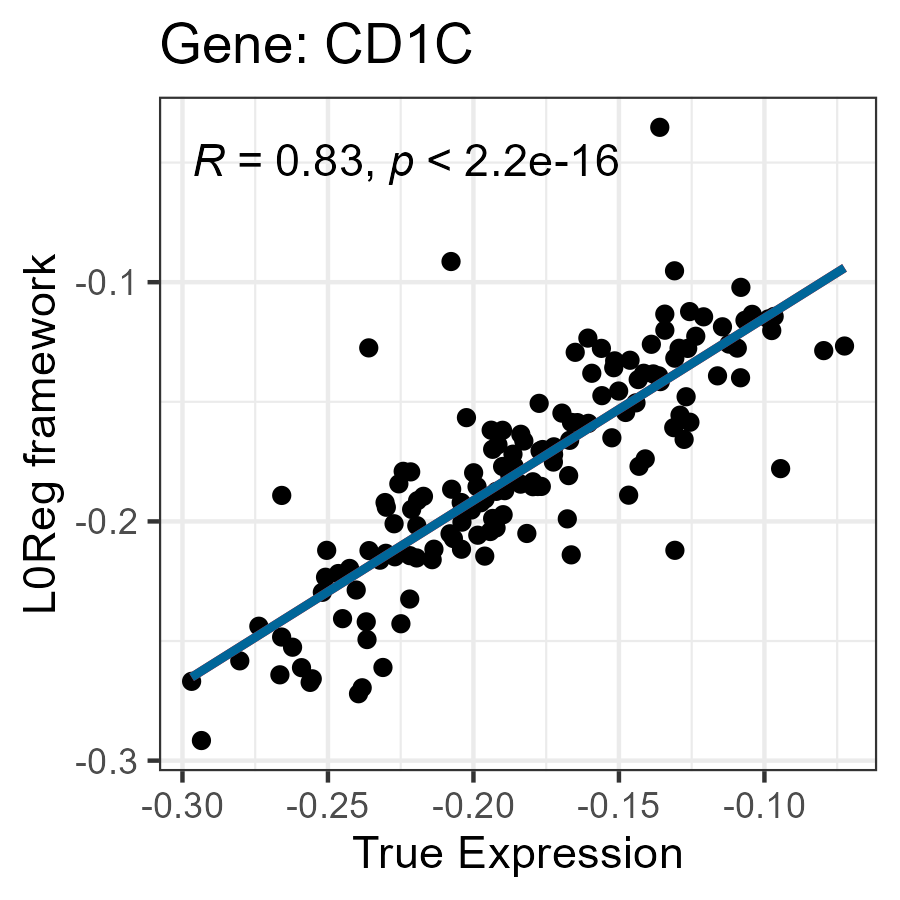 Gene: CD1C
R = 0.83, p < 2.2e-16
L0Reg framework
-0.1
-0.2
-0.3
-0.30
-0.25
-0.20
-0.15
-0.10
True Expression